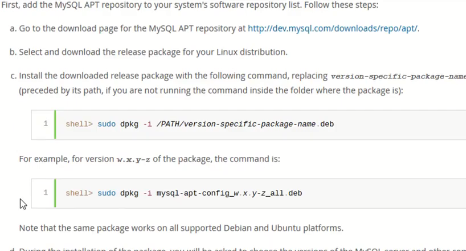 First, add the MySQL APT repository to your system's software repository list. Follow these steps:
a. Go to the download page for the MySQL APT repository at http://dev.mysql.com/downloads/repo/apt/.
b. Select and download the release package for your Linux distribution.
c. Install the downloaded release package with the following command, replacing version-specific-package-name
(preceded by its path, if you are not running the command inside the folder where the package is):
1 shell> sudo dpkg -i /PATH/version-specific-package-name.deb
For example, for version w.x.y-z of the package, the command is:
1 shell> sudo dpkg -i mysql-apt-config_w.x.y-z_all.deb
Note that the same package works on all supported Debian and Ubuntu platforms.
d. During the installation of the package, you will be asked to choose the versions of the MySQL server and other